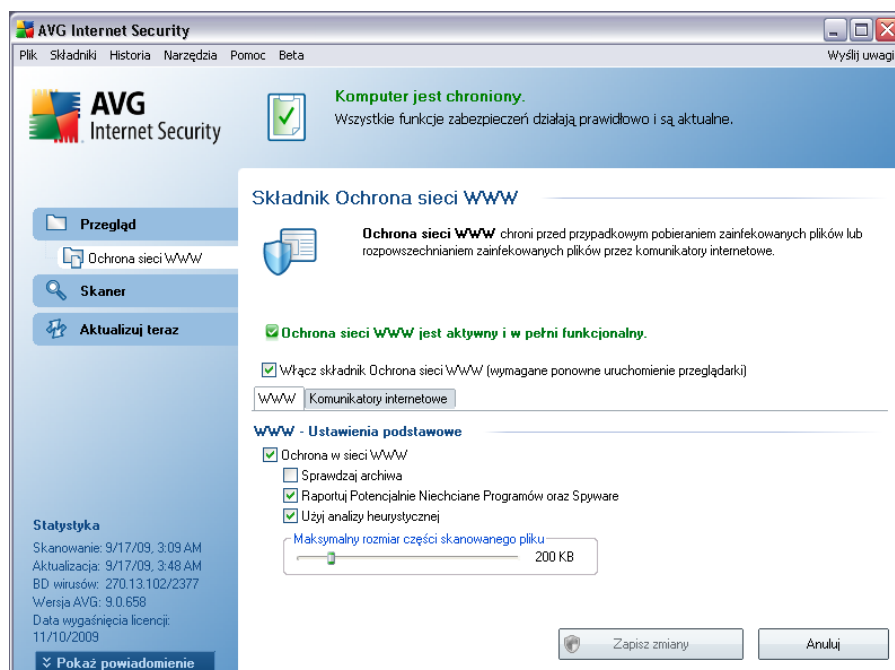 AVG Internet Security
Plik Składniki Historia Narzędzia Pomoc Beta Wyślij uwagi
AVG
Internet Security
Komputer jest chroniony.
Wszystkie funkcje zabezpieczeń działają prawidłowo i są aktualne.
Przegląd
Ochrona sieci WWW
Skaner
Aktualizuj teraz
Składnik Ochrona sieci WWW
Ochrona sieci WWW chroni przed przypadkowym pobieraniem zainfekowanych plików lub
rozpowszechnianiem zainfekowanych plików przez komunikatory internetowe.
Ochrona sieci WWW jest aktywny i w pełni funkcjonalny.
Włącz składnik Ochrona sieci WWW (wymagane ponowne uruchomienie przeglądarki)
WWW Komunikatory internetowe
WWW - Ustawienia podstawowe
Ochrona w sieci WWW
Sprawdzaj archiwa
Raportuj Potencjalnie Niechciane Programów oraz Spyware
Użyj analizy heurystycznej
Maksymalny rozmiar części skanowanego pliku
200 KB
Statystyka
Skanowanie: 9/17/09, 3:09 AM
Aktualizacja: 9/17/09, 3:48 AM
BD wirusów: 270.13.102/2377
Wersja AVG: 9.0.658
Data wygaśnięcia licencji:
11/10/2009
Pokaż powiadomienie
Zapisz zmiany
Anuluj